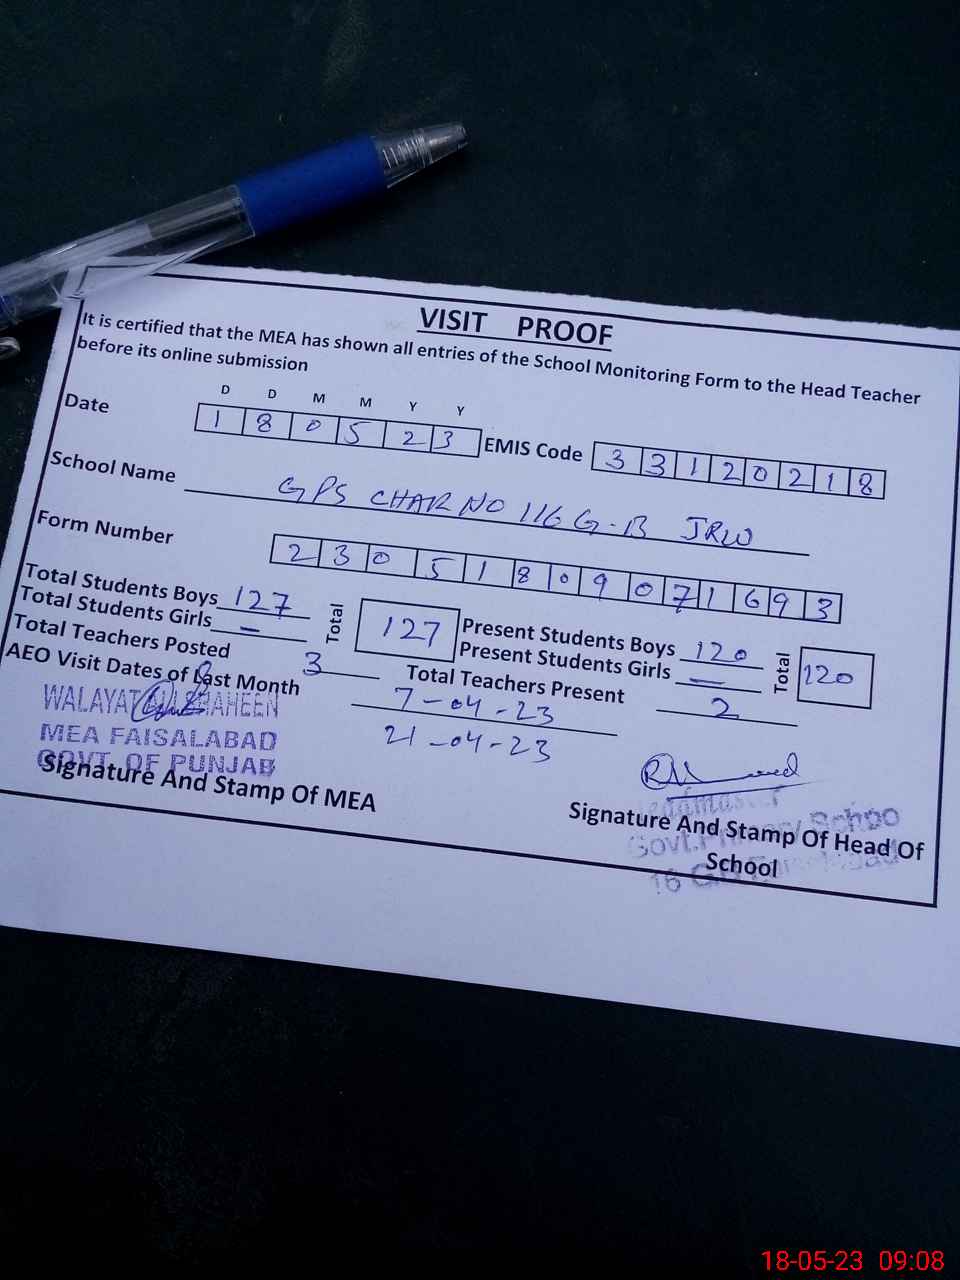 VISIT PROOF
It is certified that the MEA has shown all entries of the School Monitoring Form to the Head Teacher
before its online submission
D D M M Y Y
Date 1 8 0 5 2 3 EMIS Code 3 3 1 2 0 2 1 8
School Name GPS CHAK NO 116 G.B JRW
Form Number 2 3 0 5 1 8 0 9 0 7 1 6 9 3
Total Students Boys 127 Total 127 Present Students Boys 120 Total 120
Total Students Girls — Present Students Girls —
Total Teachers Posted 3 Total Teachers Present 2
AEO Visit Dates of Last Month 7-04-23
21-04-23
WALAYAT SHAHEEN
MEA FAISALABAD
GOVT. OF PUNJAB
Signature And Stamp Of MEA
Headmaster
Govt. Primary Schoo
Signature And Stamp Of Head Of
School
18-05-23 09:08